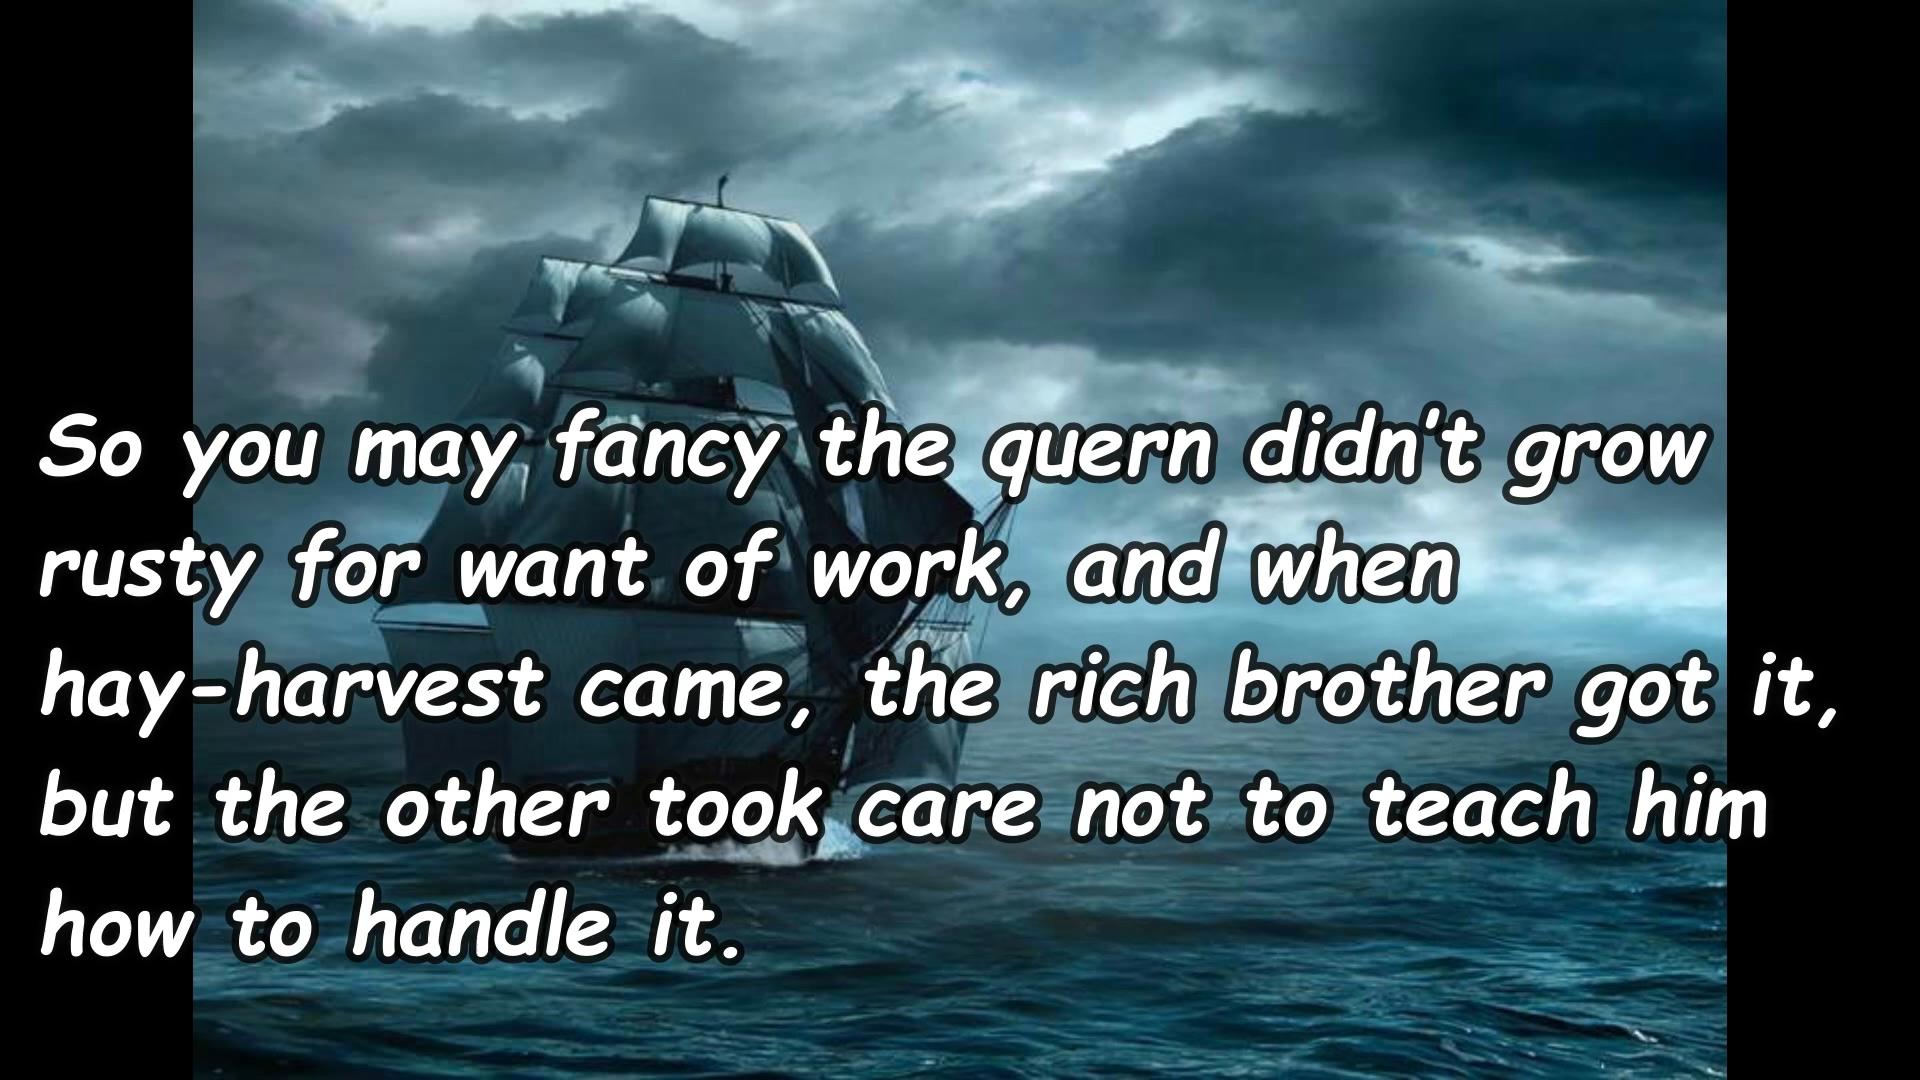 So you may fancy the quern didn't grow
rusty for want of work, and when
hay-harvest came, the rich brother got it,
but the other took care not to teach him
how to handle it.